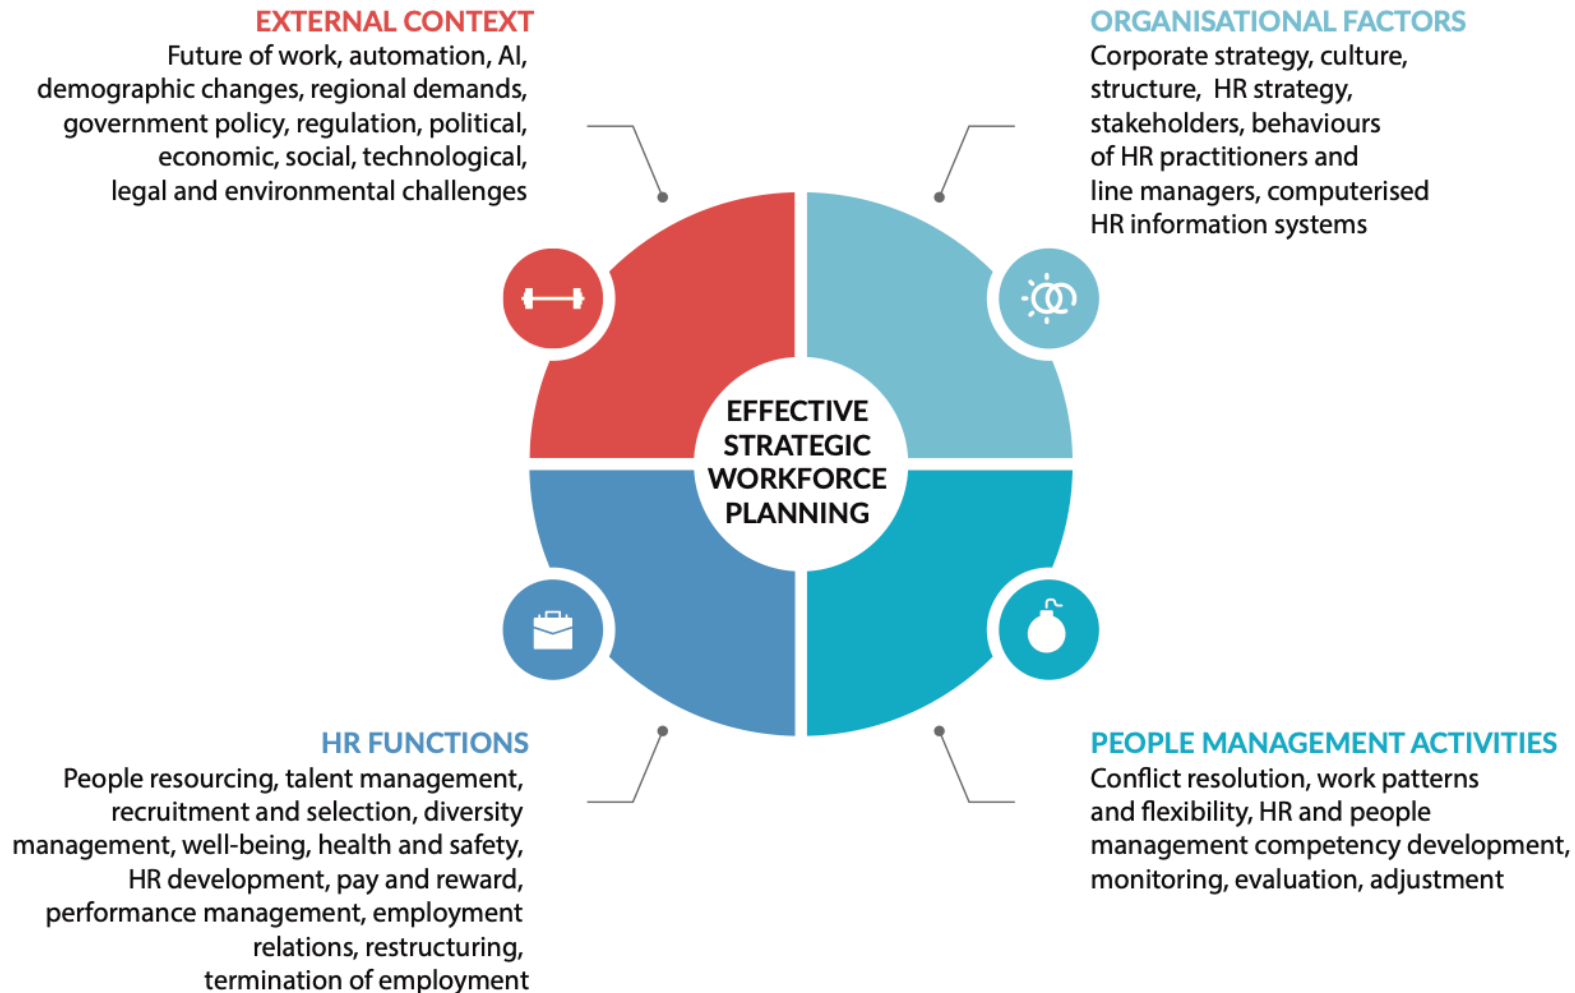 EXTERNAL CONTEXT
Future of work, automation, AI,
demographic changes, regional demands,
government policy, regulation, political,
economic, social, technological,
legal and environmental challenges
ORGANISATIONAL FACTORS
Corporate strategy, culture,
structure, HR strategy,
stakeholders, behaviours
of HR practitioners and
line managers, computerised
HR information systems
EFFECTIVE
STRATEGIC
WORKFORCE
PLANNING
HR FUNCTIONS
People resourcing, talent management,
recruitment and selection, diversity
management, well-being, health and safety,
HR development, pay and reward,
performance management, employment
relations, restructuring,
termination of employment
PEOPLE MANAGEMENT ACTIVITIES
Conflict resolution, work patterns
and flexibility, HR and people
management competency development,
monitoring, evaluation, adjustment